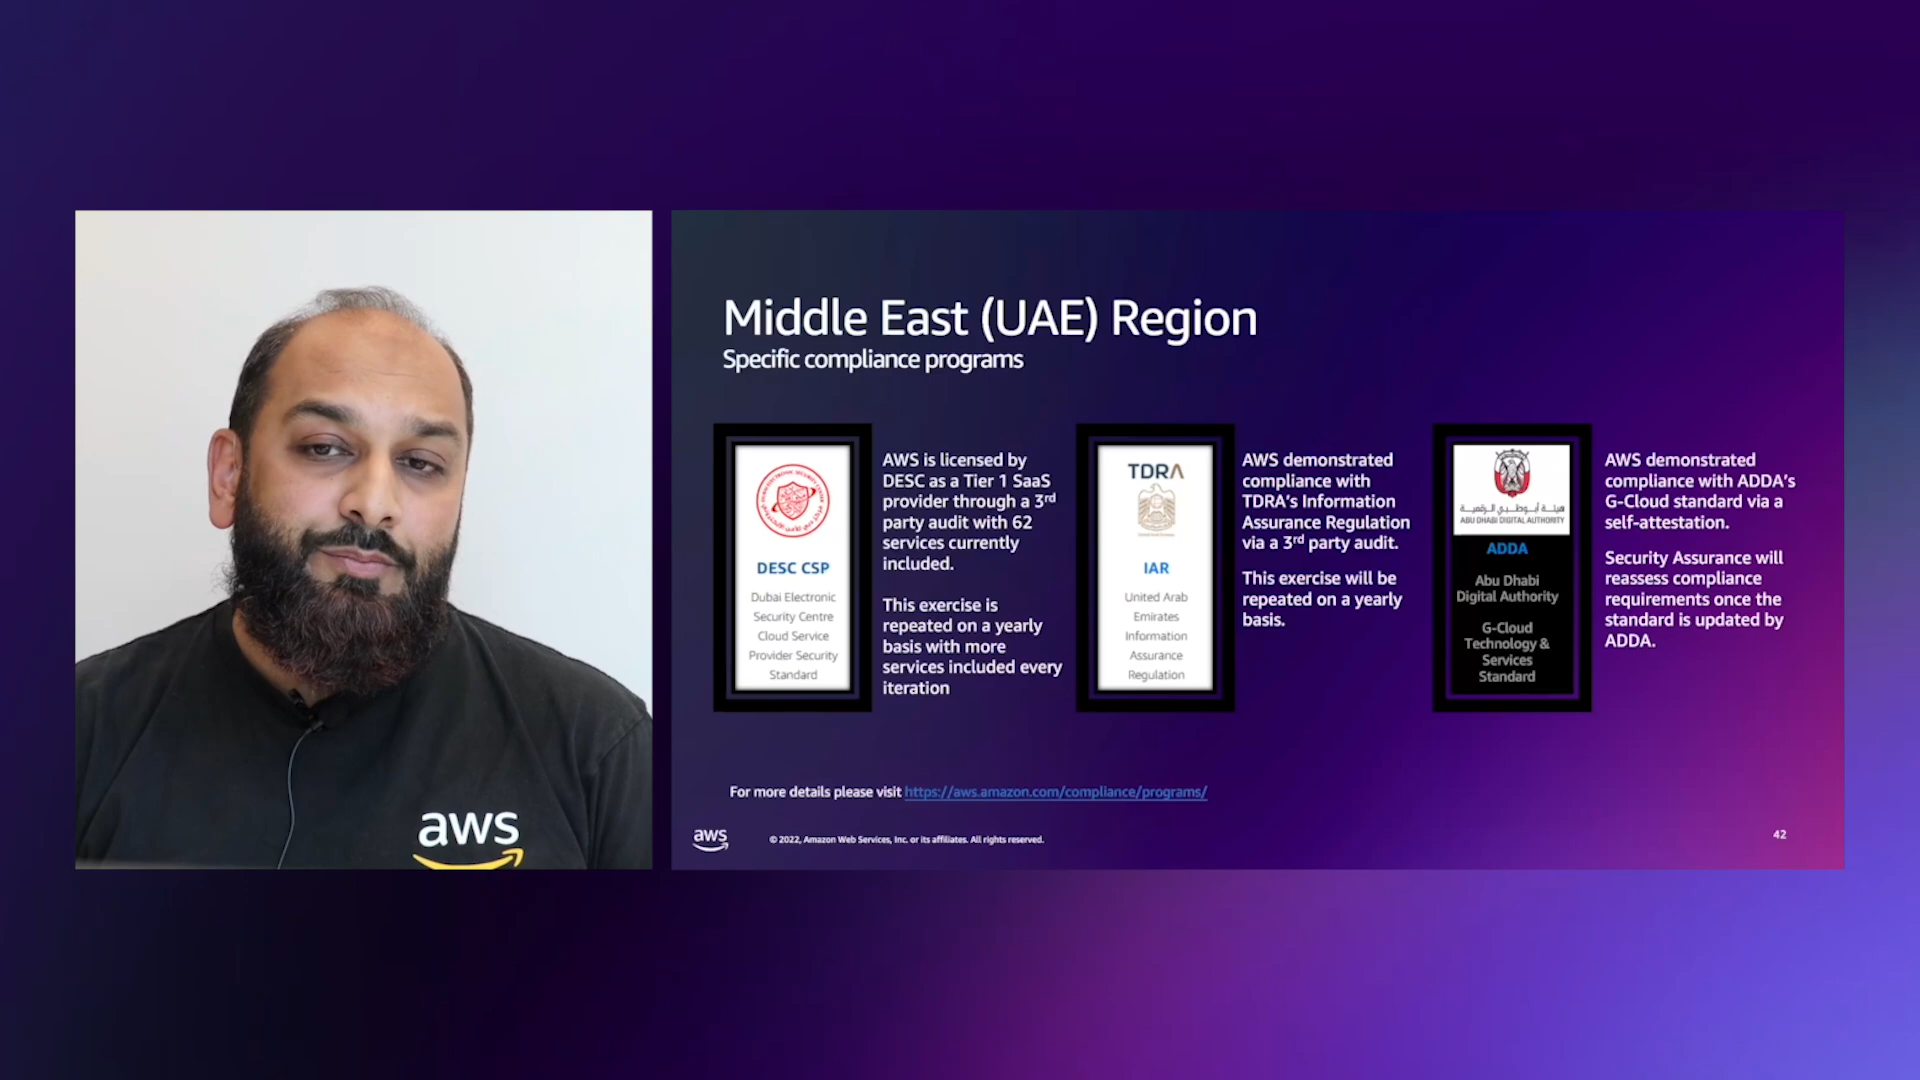 aws
Middle East (UAE) Region
Specific compliance programs
DESC CSP
Dubai Electronic
Security Centre
Cloud Service
Provider Security
Standard
AWS is licensed by
DESC as a Tier 1 SaaS
provider through a 3rd
party audit with 62
services currently
included.
This exercise is
repeated on a yearly
basis with more
services included every
iteration
TDRA
IAR
United Arab
Emirates
Information
Assurance
Regulation
AWS demonstrated
compliance with
TDRA's Information
Assurance Regulation
via a 3rd party audit.
This exercise will be
repeated on a yearly
basis.
هيئة أبوظبي الرقمية
ABU DHABI DIGITAL AUTHORITY
ADDA
Abu Dhabi
Digital Authority
G-Cloud
Technology &
Services
Standard
AWS demonstrated
compliance with ADDA's
G-Cloud standard via a
self-attestation.
Security Assurance will
reassess compliance
requirements once the
standard is updated by
ADDA.
For more details please visit https://aws.amazon.com/compliance/programs/
aws
© 2022, Amazon Web Services, Inc. or its affiliates. All rights reserved.
42